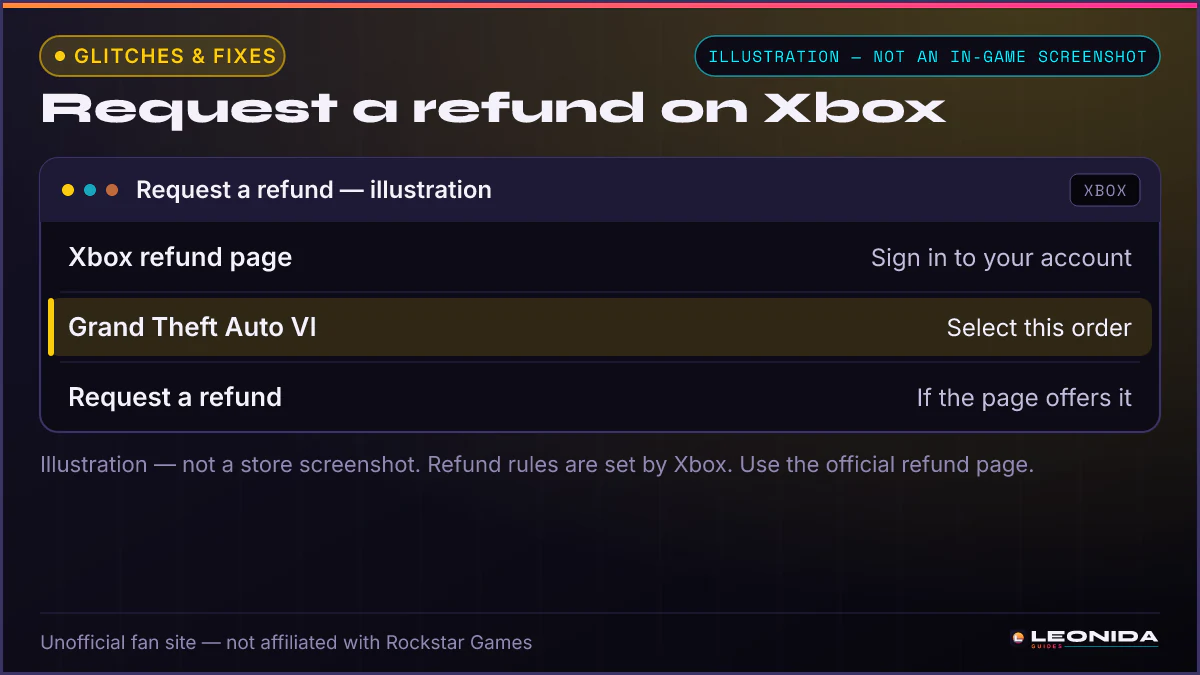 GLITCHES & FIXES
ILLUSTRATION — NOT AN IN-GAME SCREENSHOT
Request a refund on Xbox
Request a refund — illustration
XBOX
Xbox refund page
Sign in to your account
Grand Theft Auto VI
Select this order
Request a refund
If the page offers it
Illustration — not a store screenshot. Refund rules are set by Xbox. Use the official refund page.
Unofficial fan site — not affiliated with Rockstar Games
LEONIDA
GUIDES